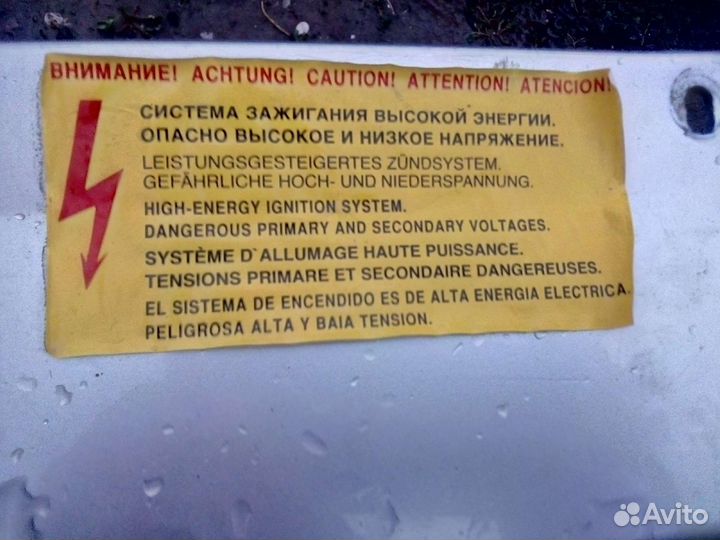 ВНИМАНИЕ! ACHTUNG! CAUTION! ATTENTION! ATENCION!
СИСТЕМА ЗАЖИГАНИЯ ВЫСОКОЙ ЭНЕРГИИ.
ОПАСНО ВЫСОКОЕ И НИЗКОЕ НАПРЯЖЕНИЕ.
LEISTUNGSGESTEIGERTES ZÜNDSYSTEM.
GEFÄHRLICHE HOCH- UND NIEDERSPANNUNG.
HIGH-ENERGY IGNITION SYSTEM.
DANGEROUS PRIMARY AND SECONDARY VOLTAGES.
SYSTÈME D`ALLUMAGE HAUTE PUISSANCE.
TENSIONS PRIMARE ET SECONDAIRE DANGEREUSES.
EL SISTEMA DE ENCENDIDO ES DE ALTA ENERGIA ELECTRICA.
PELIGROSA ALTA Y BAIA TENSION.
Avito